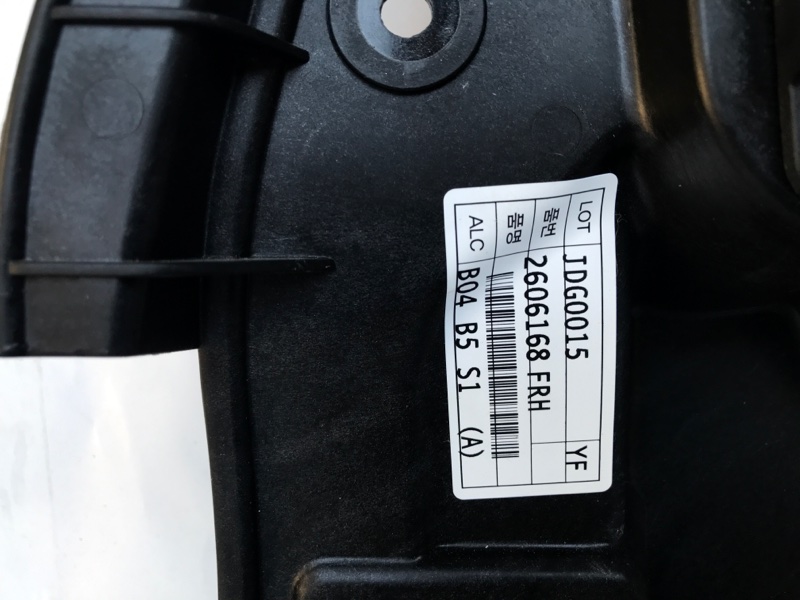 LOT JDG0015 YF
품번 2606168 FRH
품명
ALC B04 B5 S1 (A)